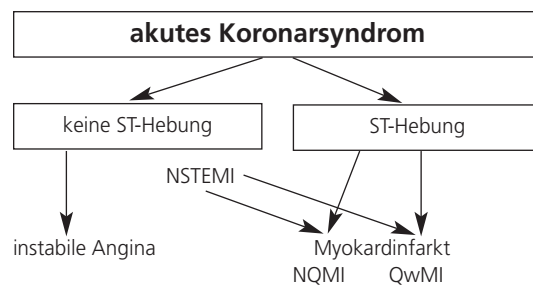 akutes Koronarsyndrom
keine ST-Hebung
ST-Hebung
NSTEMI
instabile Angina
Myokardinfarkt
NQMI QwMI